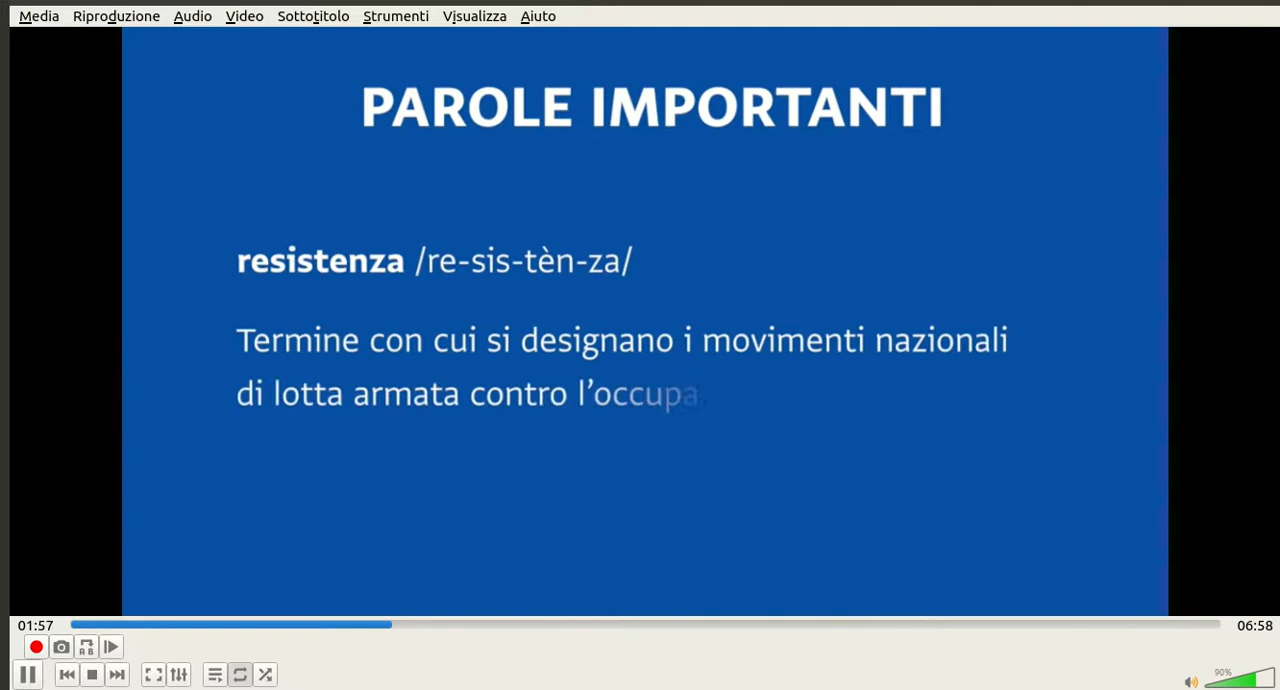 Media Riproduzione Audio Video Sottotitolo Strumenti Visualizza Aiuto
PAROLE IMPORTANTI
resistenza /re-sis-tèn-za/
Termine con cui si designano i movimenti nazionali
di lotta armata contro l’occupa
01:57 06:58
A B
90%